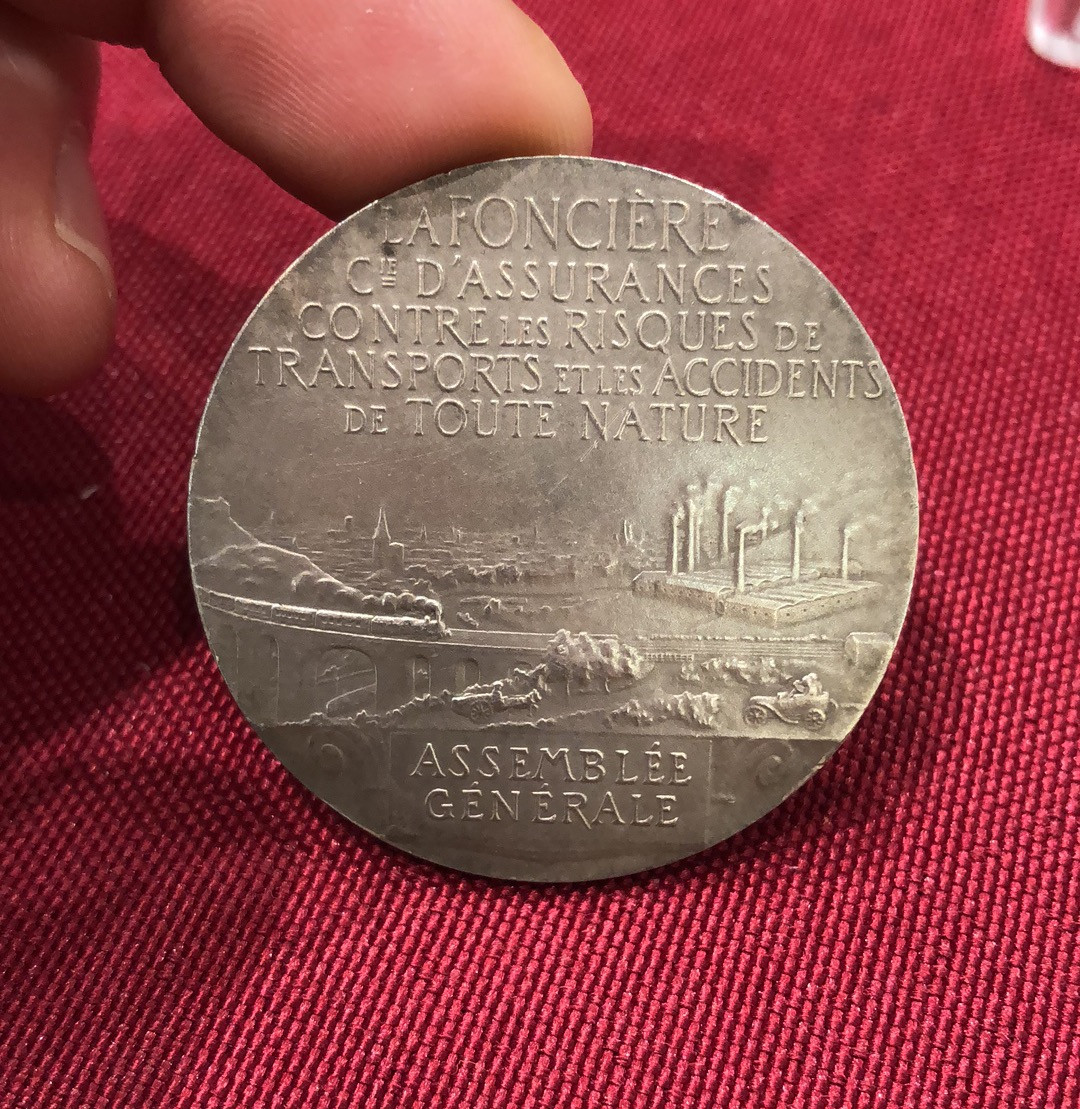 LA FONCIÈRE
Cᴵᴱ D'ASSURANCES
CONTRE LES RISQUES DE
TRANSPORTS ET LES ACCIDENTS
DE TOUTE NATURE
ASSEMBLÉE
GÉNÉRALE